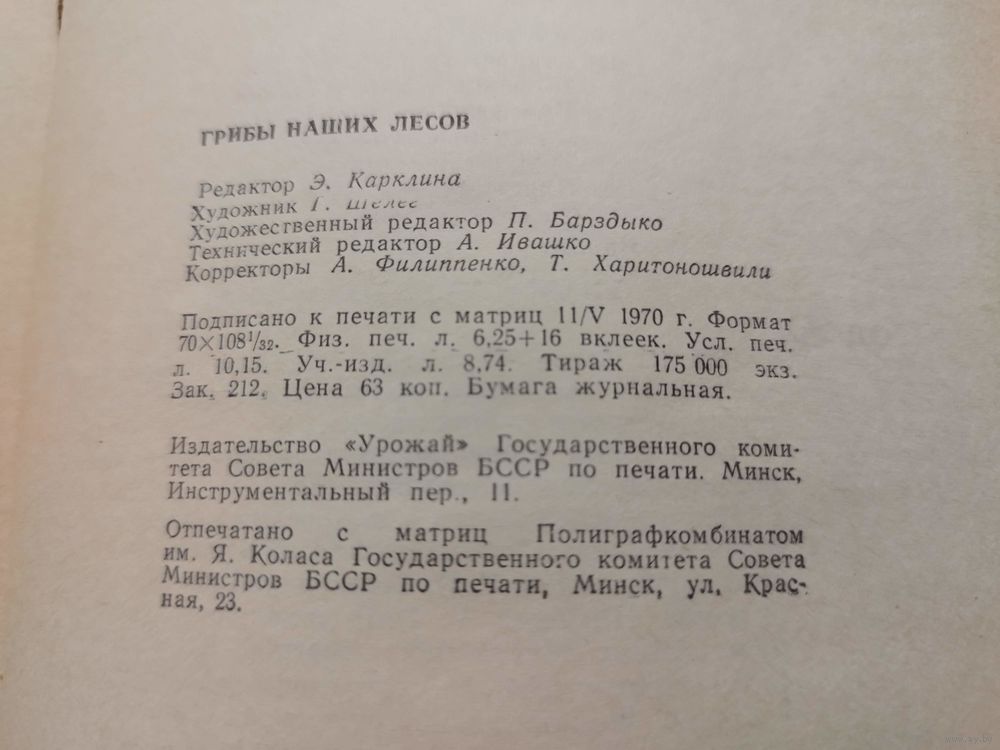 ГРИБЫ НАШИХ ЛЕСОВ
Редактор Э. Карклина
Художник Г.
Художественный редактор П. Барздыко
Технический редактор А. Ивашко
Корректоры А. Филиппенко, Т. Харитоношвили
Подписано к печати с матриц 11/V 1970 г. Формат
70×108¹/₃₂. Физ. печ. л. 6,25+16 вклеек. Усл. печ.
л. 10,15. Уч.-изд. л. 8,74. Тираж 175 000 экз.
Зак. 212. Цена 63 коп. Бумага журнальная.
Издательство «Урожай» Государственного коми-
тета Совета Министров БССР по печати. Минск,
Инструментальный пер., 11.
Отпечатано с матриц Полиграфкомбинатом
им. Я. Коласа Государственного комитета Совета
Министров БССР по печати, Минск, ул. Крас-
ная, 23.